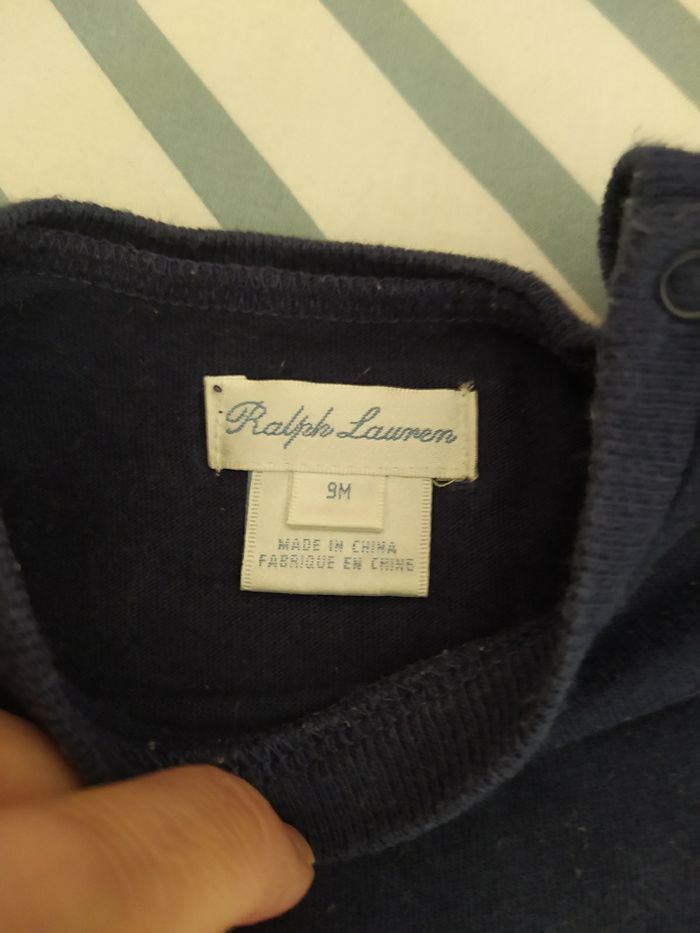 Ralph Lauren
9M
MADE IN CHINA
FABRIQUE EN CHINE